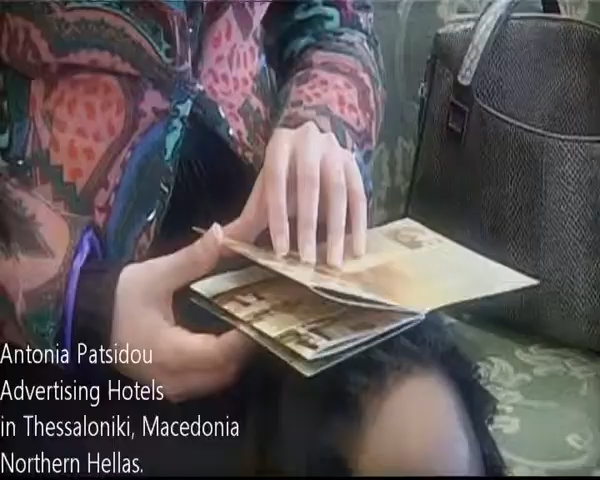 Antonia Patsidou
Advertising Hotels
in Thessaloniki, Macedonia
Northern Hellas.